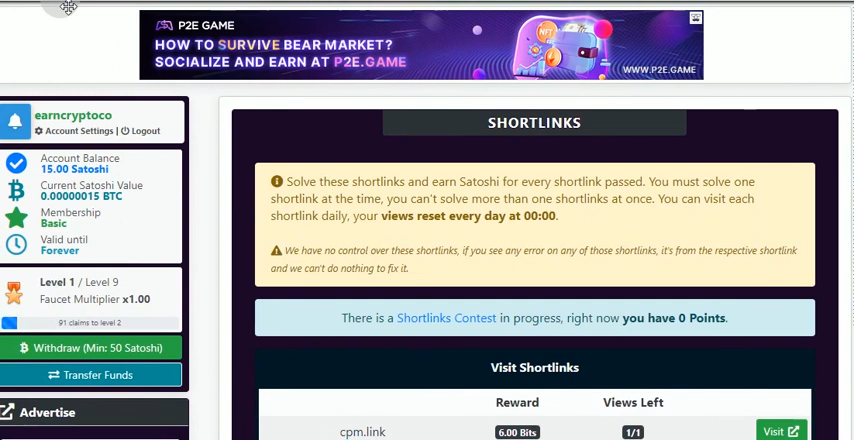 P2E GAME
HOW TO SURVIVE BEAR MARKET?
SOCIALIZE AND EARN AT P2E.GAME
NFT
WWW.P2E.GAME
earncryptoco
Account Settings | Logout
Account Balance
15.00 Satoshi
Current Satoshi Value
0.00000015 BTC
Membership
Basic
Valid until
Forever
Level 1 / Level 9
Faucet Multiplier x1.00
91 claims to level 2
Withdraw (Min: 50 Satoshi)
Transfer Funds
Advertise
SHORTLINKS
Solve these shortlinks and earn Satoshi for every shortlink passed. You must solve one
shortlink at the time, you can't solve more than one shortlinks at once. You can visit each
shortlink daily, your views reset every day at 00:00.
We have no control over these shortlinks, if you see any error on any of those shortlinks, it's from the respective shortlink
and we can't do nothing to fix it.
There is a Shortlinks Contest in progress, right now you have 0 Points.
Visit Shortlinks
Reward Views Left
cpm.link 6.00 Bits 1/1 Visit